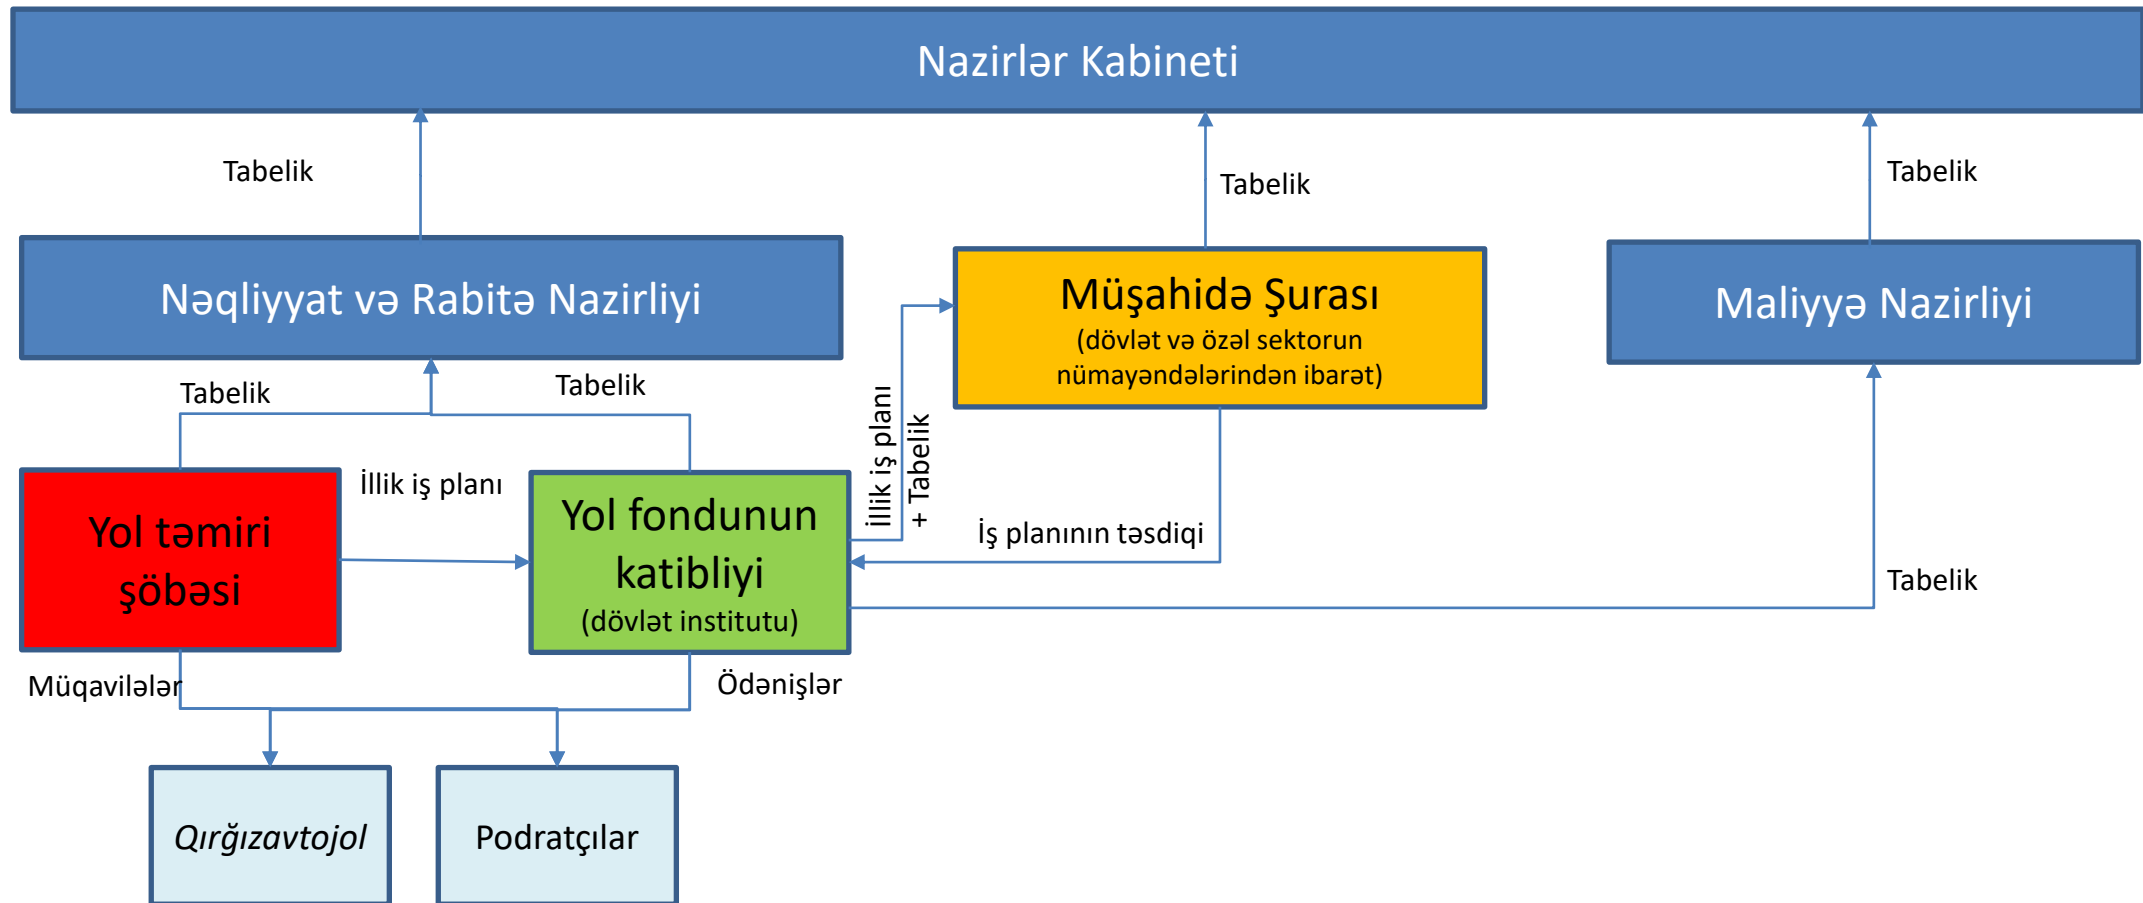 Nazirlər Kabineti
Tabelik
Tabelik
Tabelik
Nəqliyyat və Rabitə Nazirliyi
Müşahidə Şurası
(dövlət və özəl sektorun
nümayəndələrindən ibarət)
Maliyyə Nazirliyi
Tabelik
Tabelik
İllik iş planı
+ Tabelik
İllik iş planı
Yol təmiri
şöbəsi
Yol fondunun
katibliyi
(dövlət institutu)
İş planının təsdiqi
Tabelik
Müqavilələr
Ödənişlər
Qırğızavtojol
Podratçılar